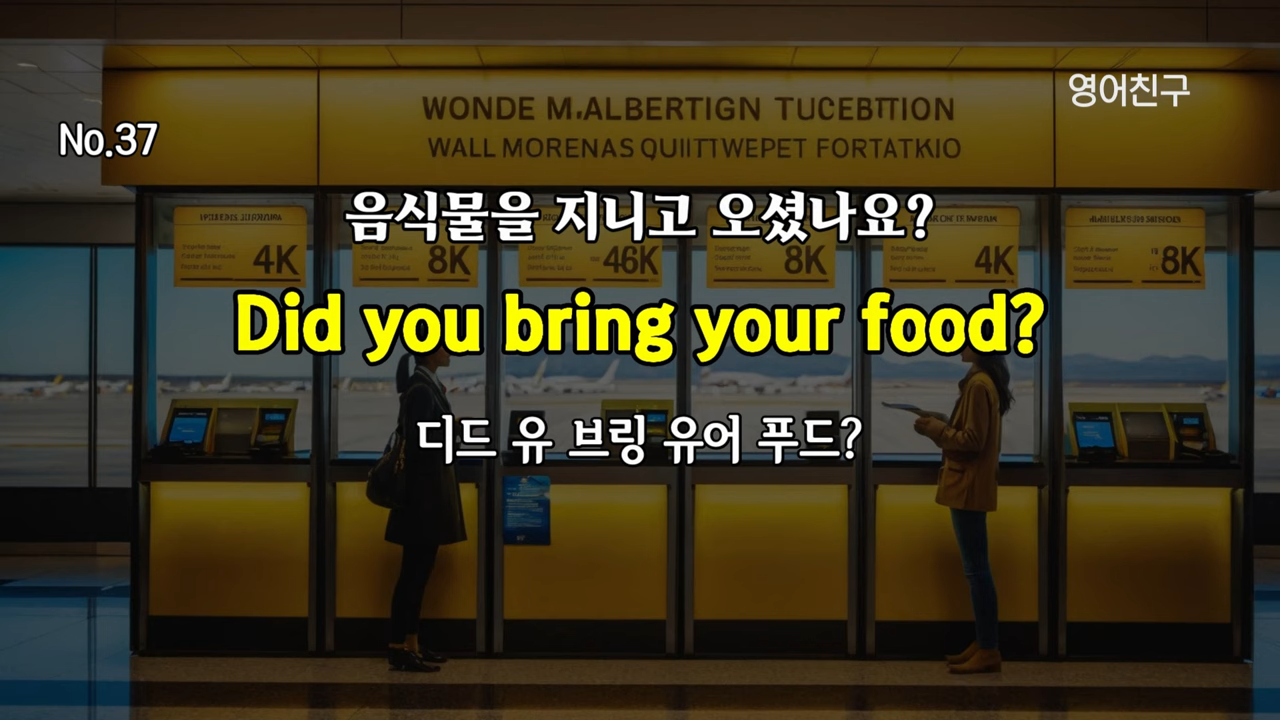 영어친구
No.37
WONDE M.ALBERTIGN TUCEBTTION
WALL MORENAS QUIITTWEPET FORTATKIO
음식물을 지니고 오셨나요?
4K 8K 46K 8K 4K 8K
Did you bring your food?
디드 유 브링 유어 푸드?